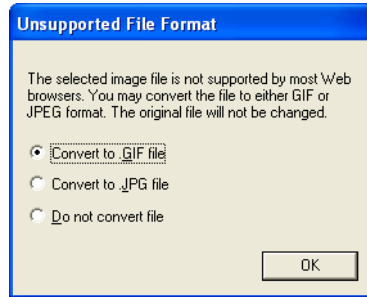 Unsupported File Format
The selected image file is not supported by most Web
browsers. You may convert the file to either GIF or
JPEG format. The original file will not be changed.
Convert to .GIF file
Convert to .JPG file
Do not convert file
OK